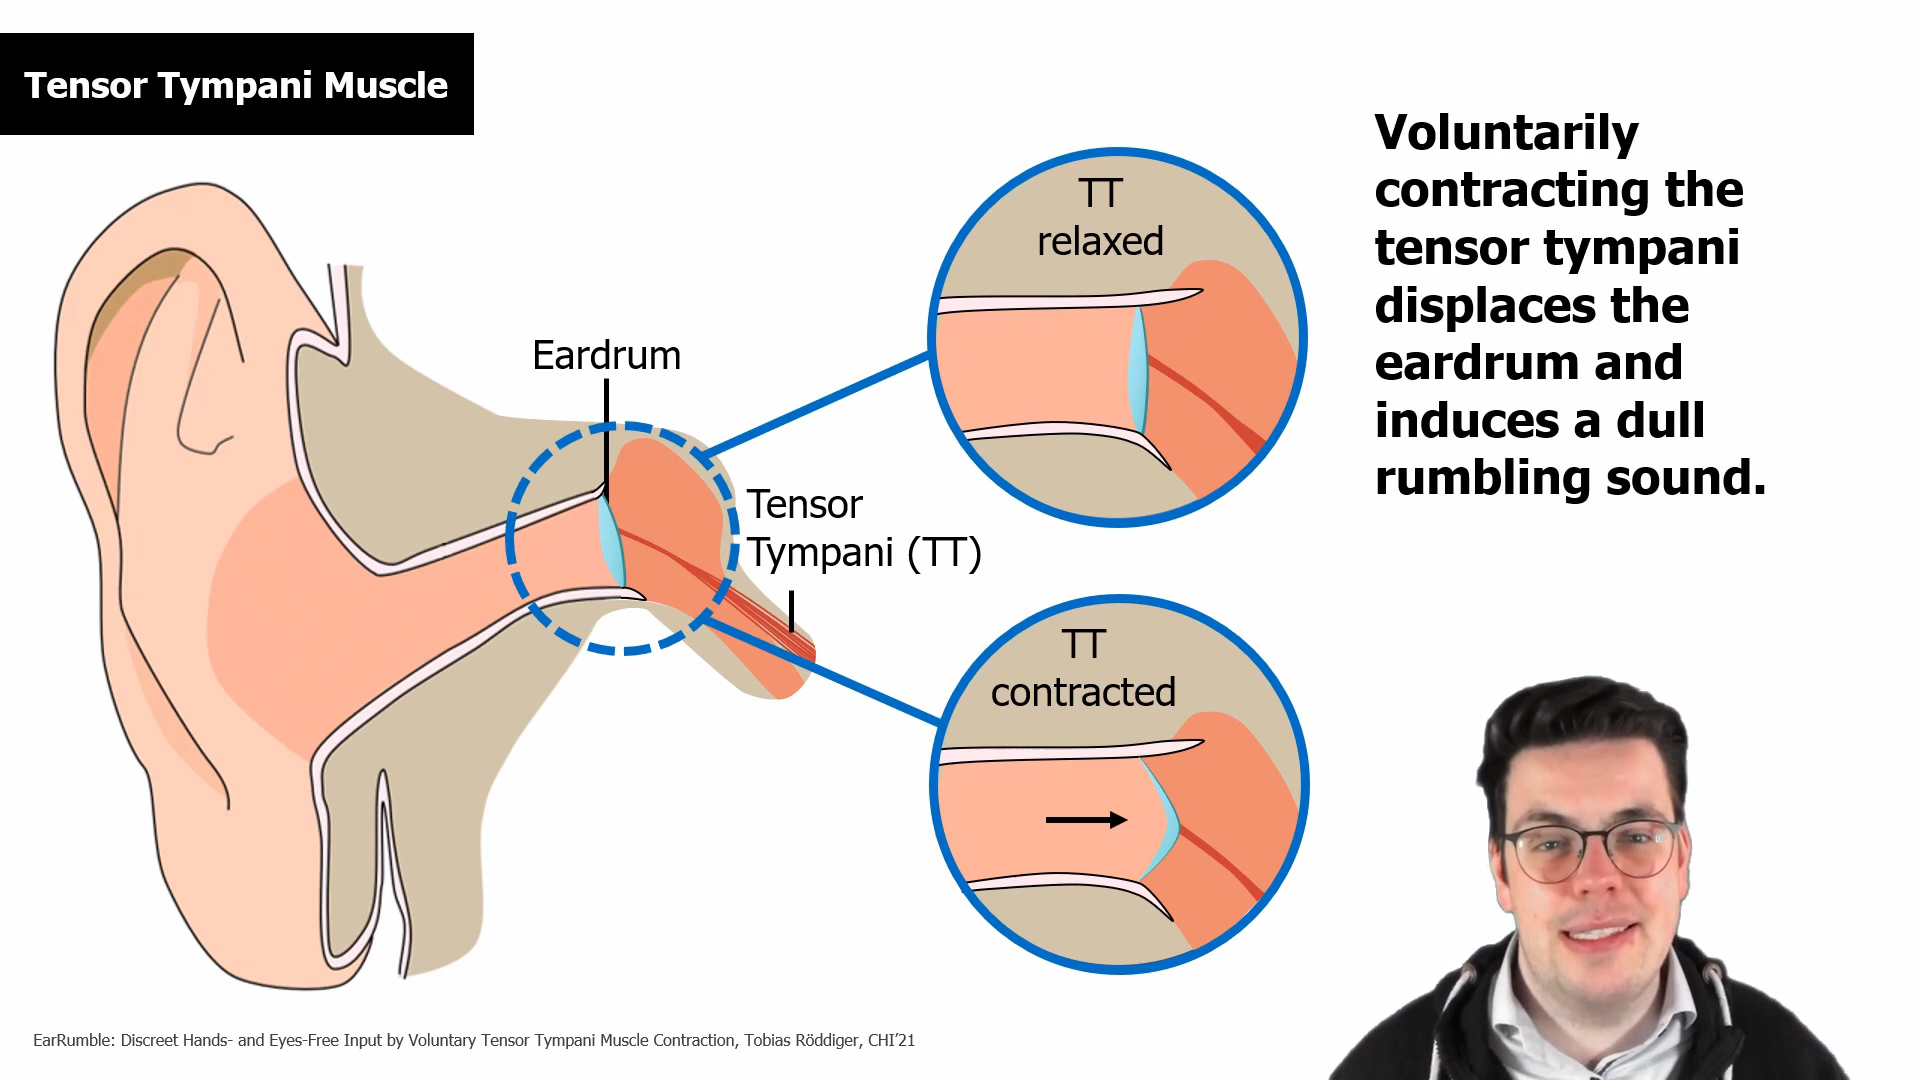 Tensor Tympani Muscle
Eardrum
Tensor
Tympani (TT)
TT
relaxed
TT
contracted
Voluntarily
contracting the
tensor tympani
displaces the
eardrum and
induces a dull
rumbling sound.
EarRumble: Discreet Hands- and Eyes-Free Input by Voluntary Tensor Tympani Muscle Contraction, Tobias Röddiger, CHI’21